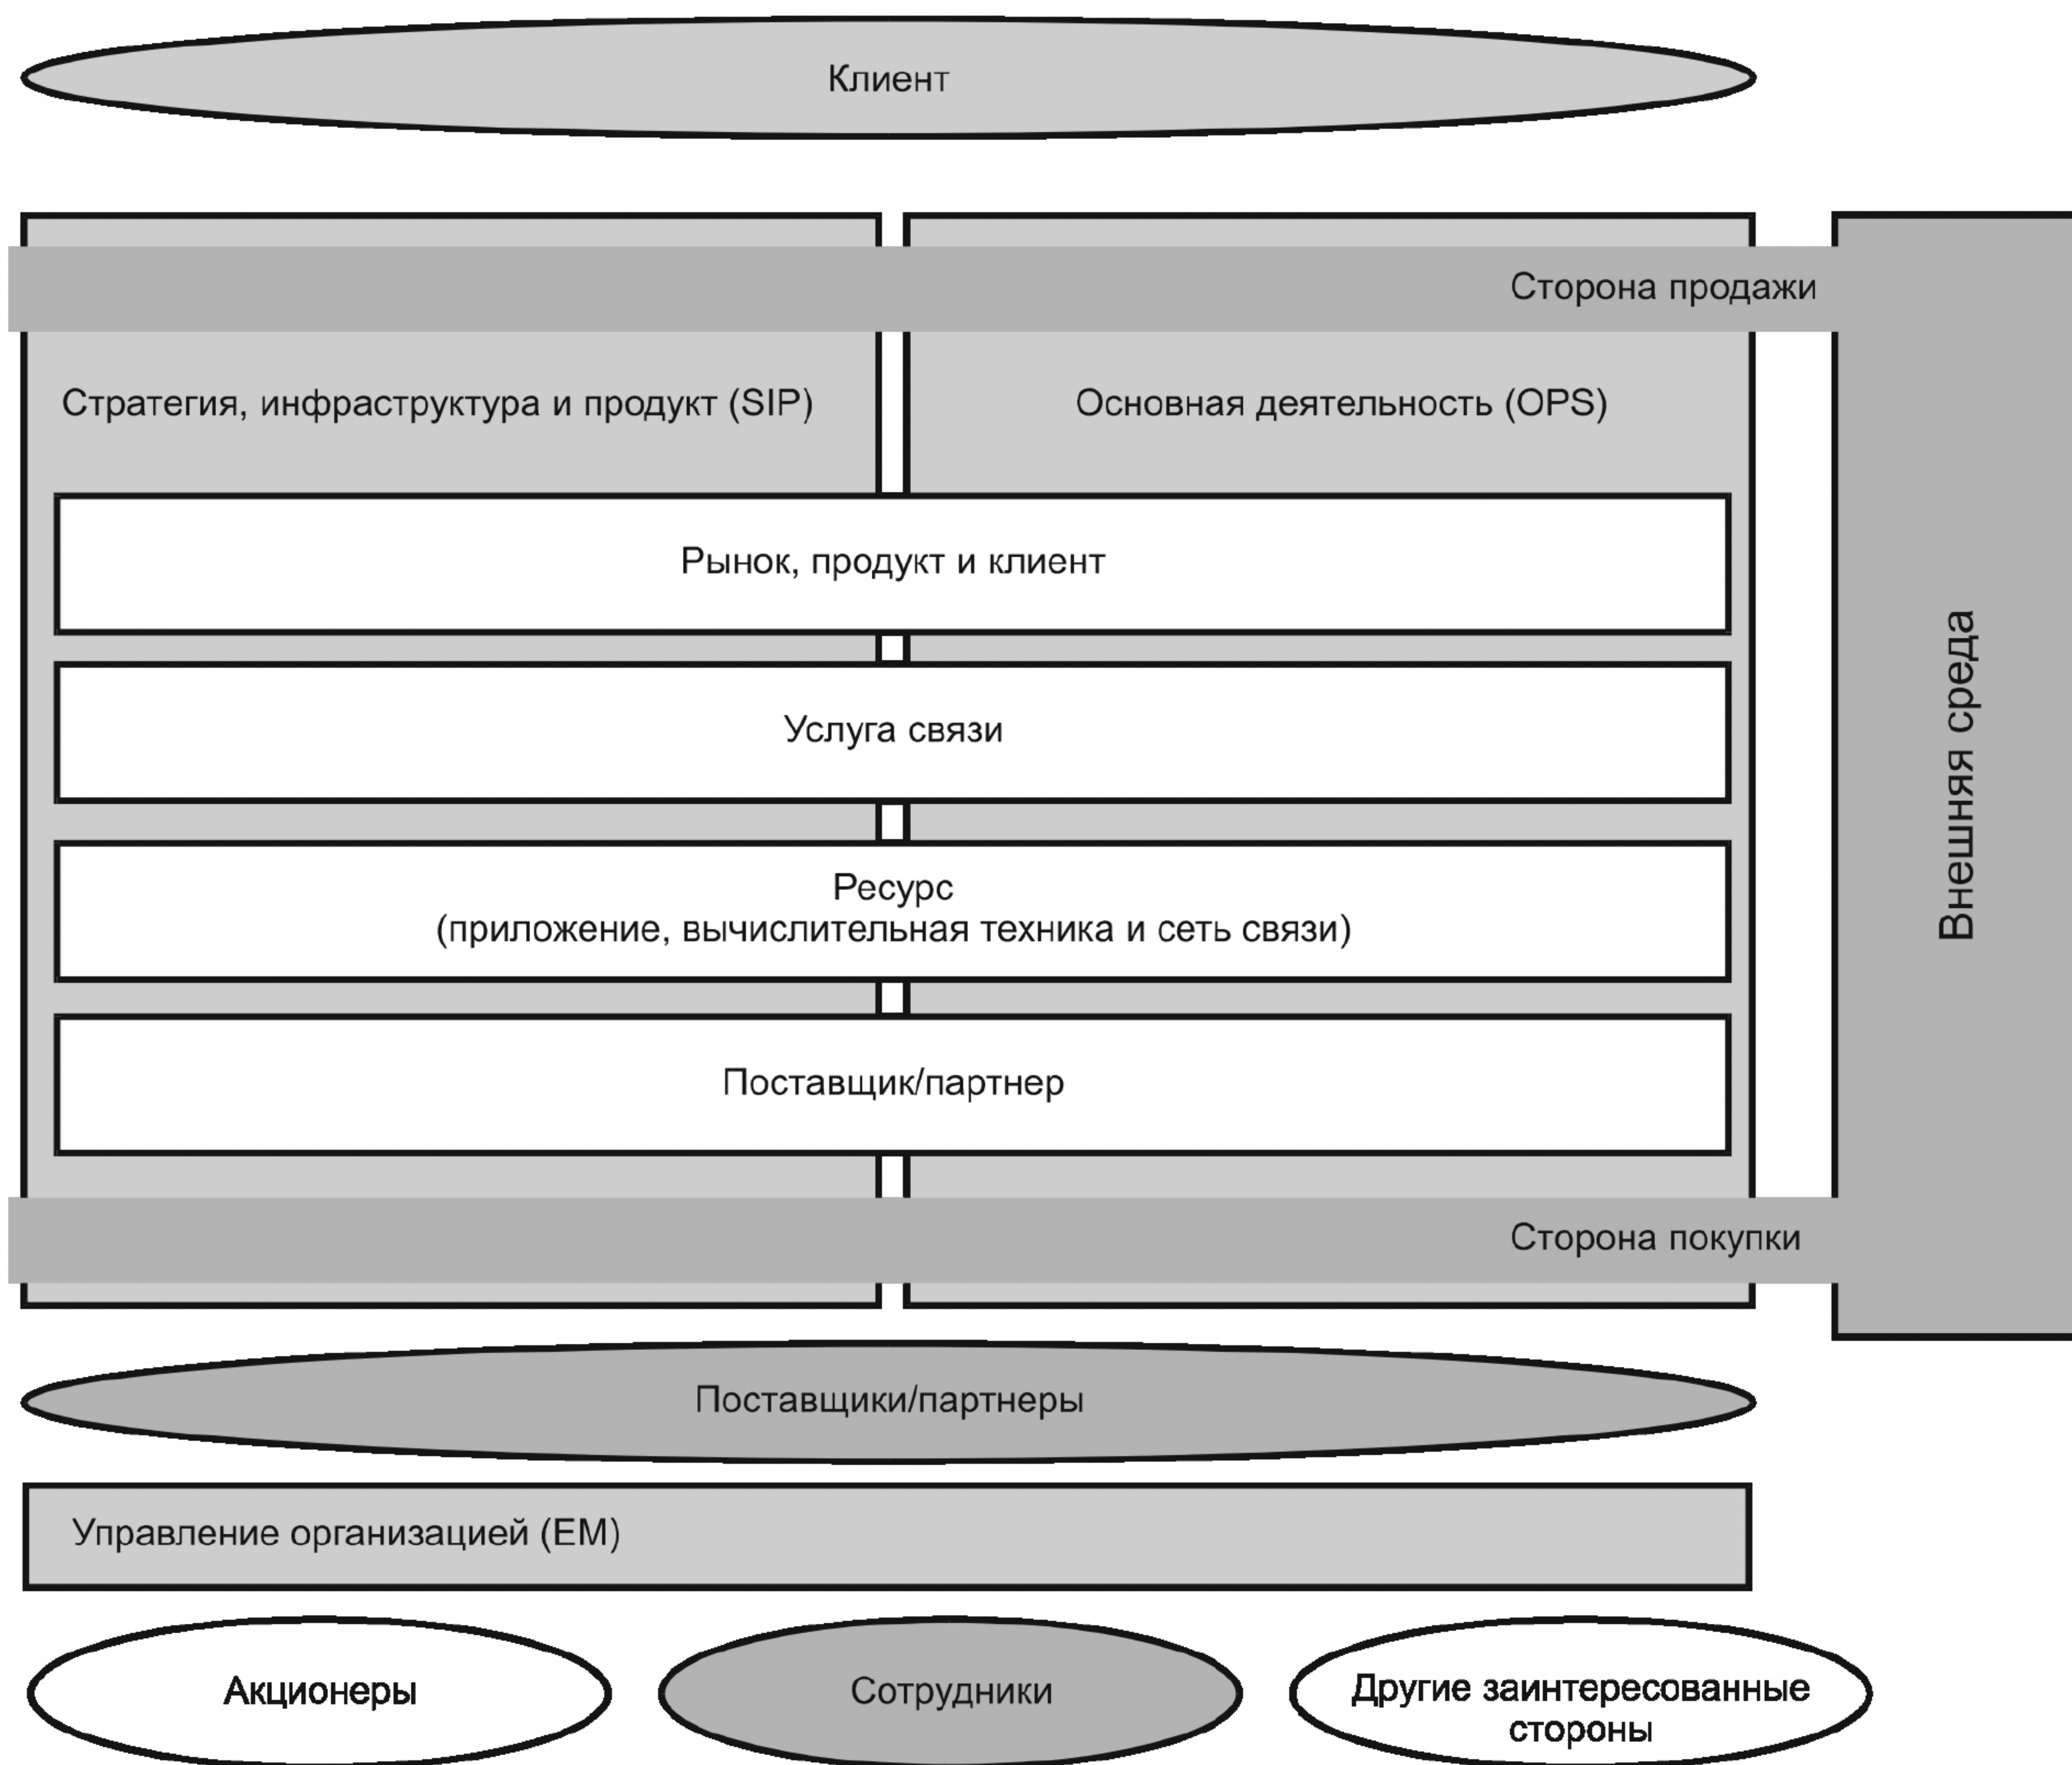 Клиент
Сторона продажи
Стратегия, инфраструктура и продукт (SIP)
Основная деятельность (OPS)
Рынок, продукт и клиент
Услуга связи
Ресурс
(приложение, вычислительная техника и сеть связи)
Поставщик/партнер
Сторона покупки
Внешняя среда
Поставщики/партнеры
Управление организацией (EM)
Акционеры
Сотрудники
Другие заинтересованные
стороны